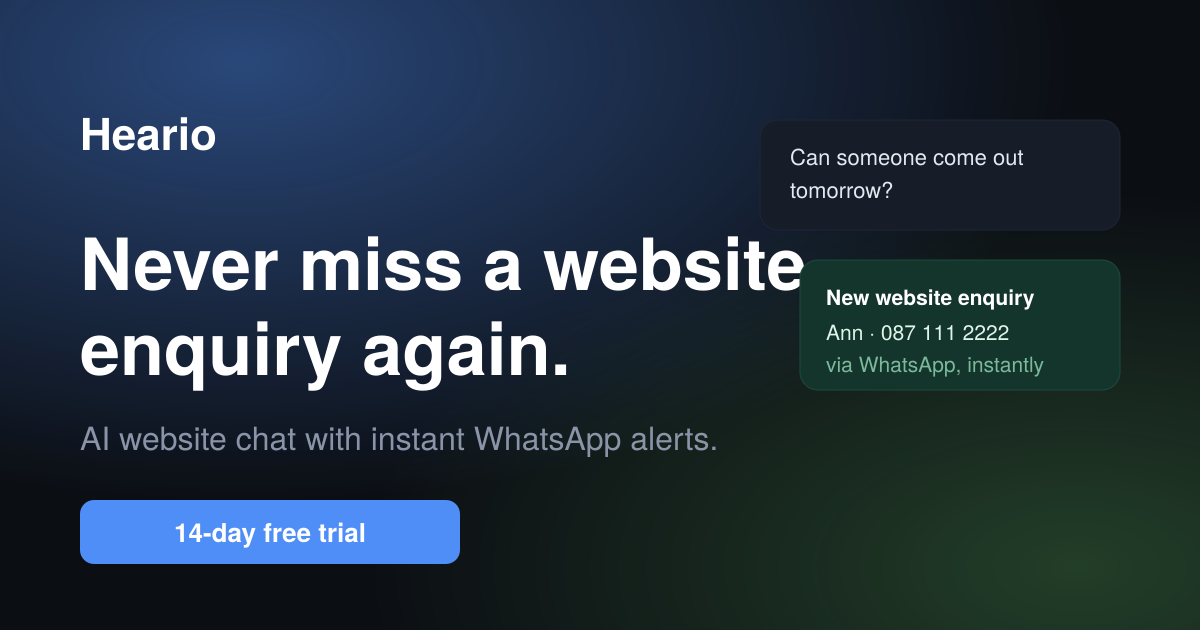 Heario
Never miss a website
enquiry again.
AI website chat with instant WhatsApp alerts.
14-day free trial
Can someone come out
tomorrow?
New website enquiry
Ann · 087 111 2222
via WhatsApp, instantly